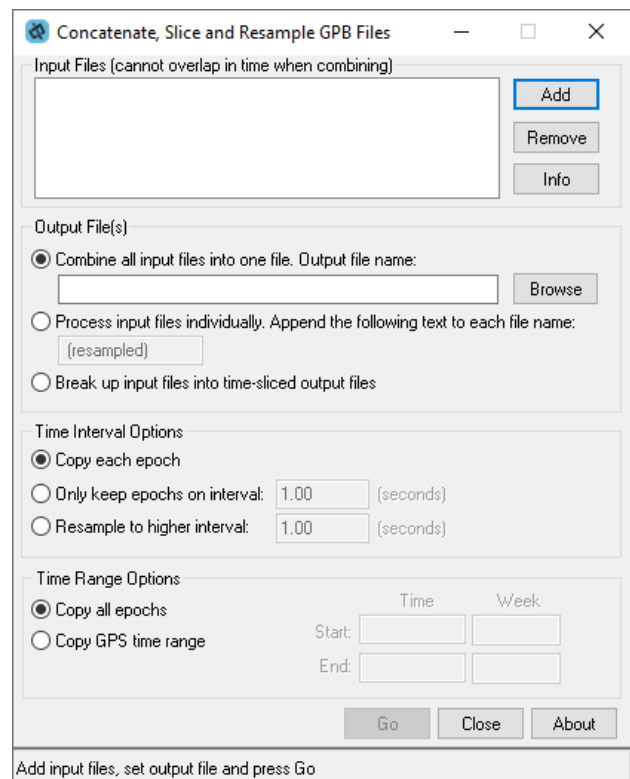 Concatenate, Slice and Resample GPB Files
Input Files (cannot overlap in time when combining)
Add
Remove
Info
Output File(s)
Combine all input files into one file. Output file name:
Browse
Process input files individually. Append the following text to each file name:
(resampled)
Break up input files into time-sliced output files
Time Interval Options
Copy each epoch
Only keep epochs on interval: 1.00 (seconds)
Resample to higher interval: 1.00 (seconds)
Time Range Options
Time Week
Copy all epochs
Start:
Copy GPS time range
End:
Go Close About
Add input files, set output file and press Go